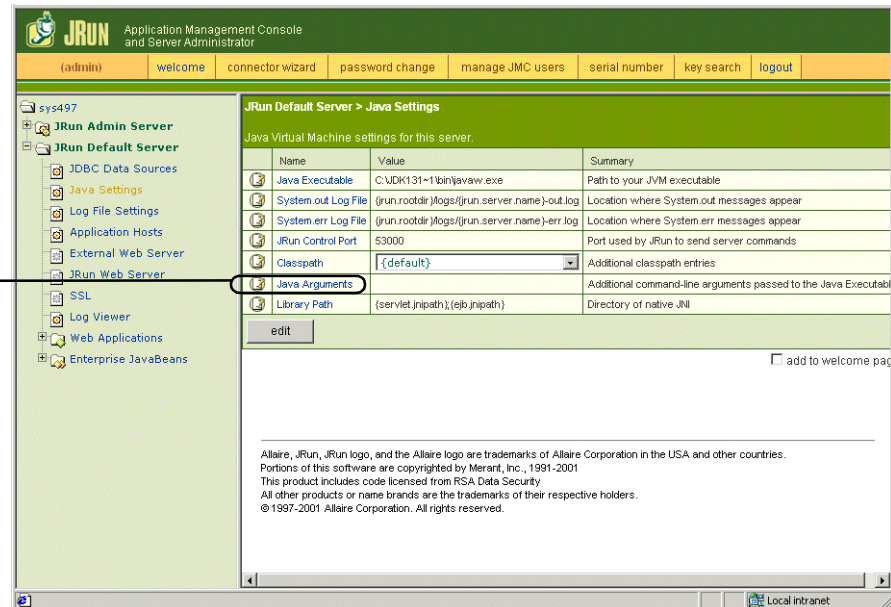 JRUN Application Management Console
and Server Administrator
(admin) welcome connector wizard password change manage JMC users serial number key search logout
sys497
JRun Admin Server
JRun Default Server
JDBC Data Sources
Java Settings
Log File Settings
Application Hosts
External Web Server
JRun Web Server
SSL
Log Viewer
Web Applications
Enterprise JavaBeans
JRun Default Server > Java Settings
Java Virtual Machine settings for this server.
Name Value Summary
Java Executable C:\JDK131~1\bin\javaw.exe Path to your JVM executable
System.out Log File {jrun.rootdir}/logs/{jrun.server.name}-out.log Location where System.out messages appear
System.err Log File {jrun.rootdir}/logs/{jrun.server.name}-err.log Location where System.err messages appear
JRun Control Port 53000 Port used by JRun to send server commands
Classpath {default} Additional classpath entries
Java Arguments Additional command-line arguments passed to the Java Executabl
Library Path {servlet.jnipath};{ejb.jnipath} Directory of native JNI
edit
add to welcome pag
Allaire, JRun, JRun logo, and the Allaire logo are trademarks of Allaire Corporation in the USA and other countries.
Portions of this software are copyrighted by Merant, Inc., 1991-2001
This product includes code licensed from RSA Data Security
All other products or name brands are the trademarks of their respective holders.
© 1997-2001 Allaire Corporation. All rights reserved.
Local intranet